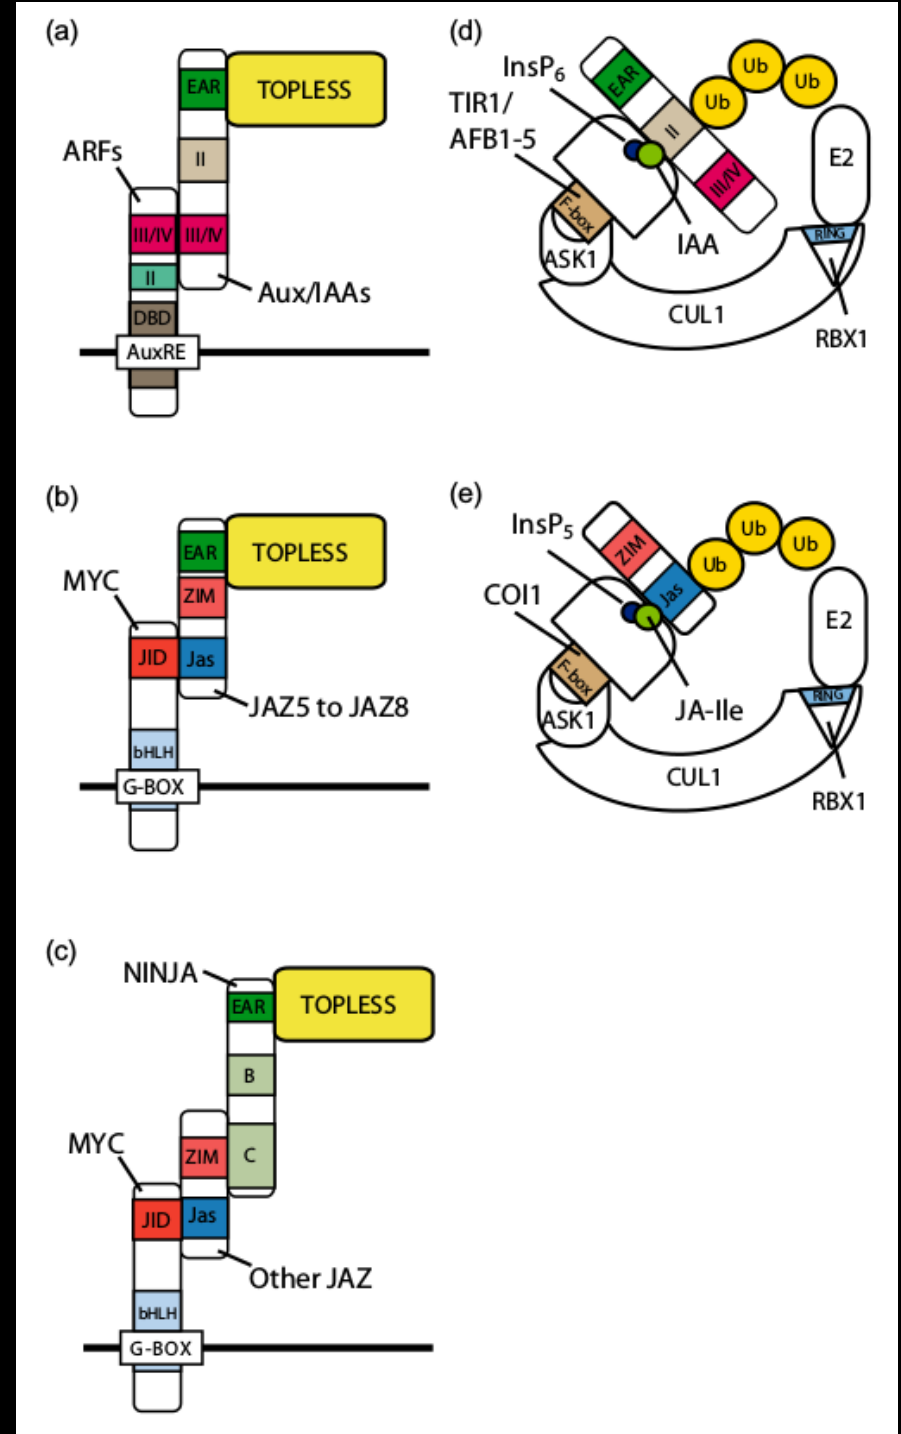 (a)
EAR
TOPLESS
II
ARFs
III/IV
III/IV
II
Aux/IAAs
DBD
AuxRE
(d)
InsP6
EAR
Ub
Ub
Ub
TIR1/
AFB1-5
II
E2
III/IV
F-box
RING
IAA
ASK1
CUL1
RBX1
(b)
EAR
TOPLESS
MYC
ZIM
JID
Jas
JAZ5 to JAZ8
bHLH
G-BOX
(e)
InsP5
ZIM
Ub
Ub
Ub
COI1
Jas
E2
F-box
RING
ASK1
JA-Ile
CUL1
RBX1
(c)
NINJA
EAR
TOPLESS
B
MYC
ZIM
C
JID
Jas
Other JAZ
bHLH
G-BOX